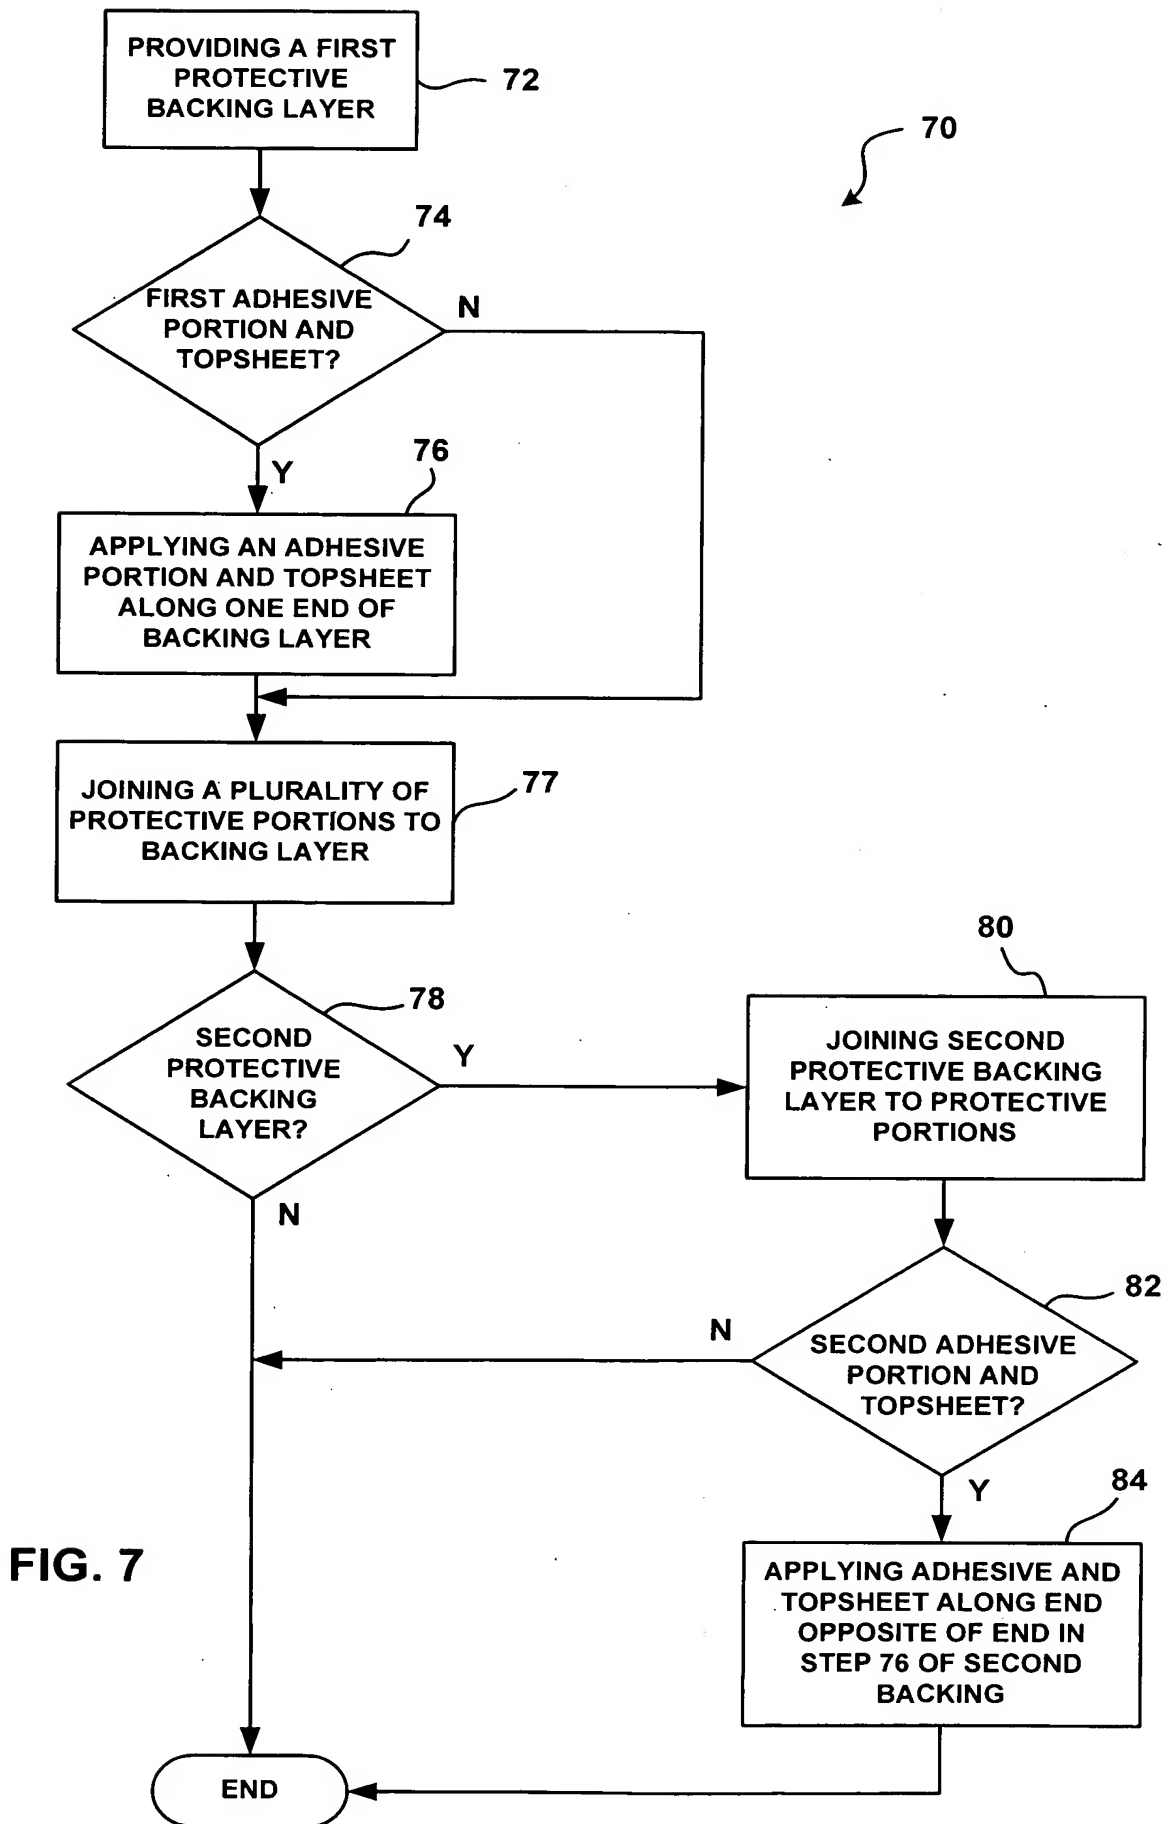 PROVIDING A FIRST
PROTECTIVE
BACKING LAYER
72
70
74
FIRST ADHESIVE
PORTION AND
TOPSHEET?
N
Y
76
APPLYING AN ADHESIVE
PORTION AND TOPSHEET
ALONG ONE END OF
BACKING LAYER
JOINING A PLURALITY OF
PROTECTIVE PORTIONS TO
BACKING LAYER
77
78
SECOND
PROTECTIVE
BACKING
LAYER?
Y
N
80
JOINING SECOND
PROTECTIVE BACKING
LAYER TO PROTECTIVE
PORTIONS
82
SECOND ADHESIVE
PORTION AND
TOPSHEET?
N
Y
84
APPLYING ADHESIVE AND
TOPSHEET ALONG END
OPPOSITE OF END IN
STEP 76 OF SECOND
BACKING
FIG. 7
END